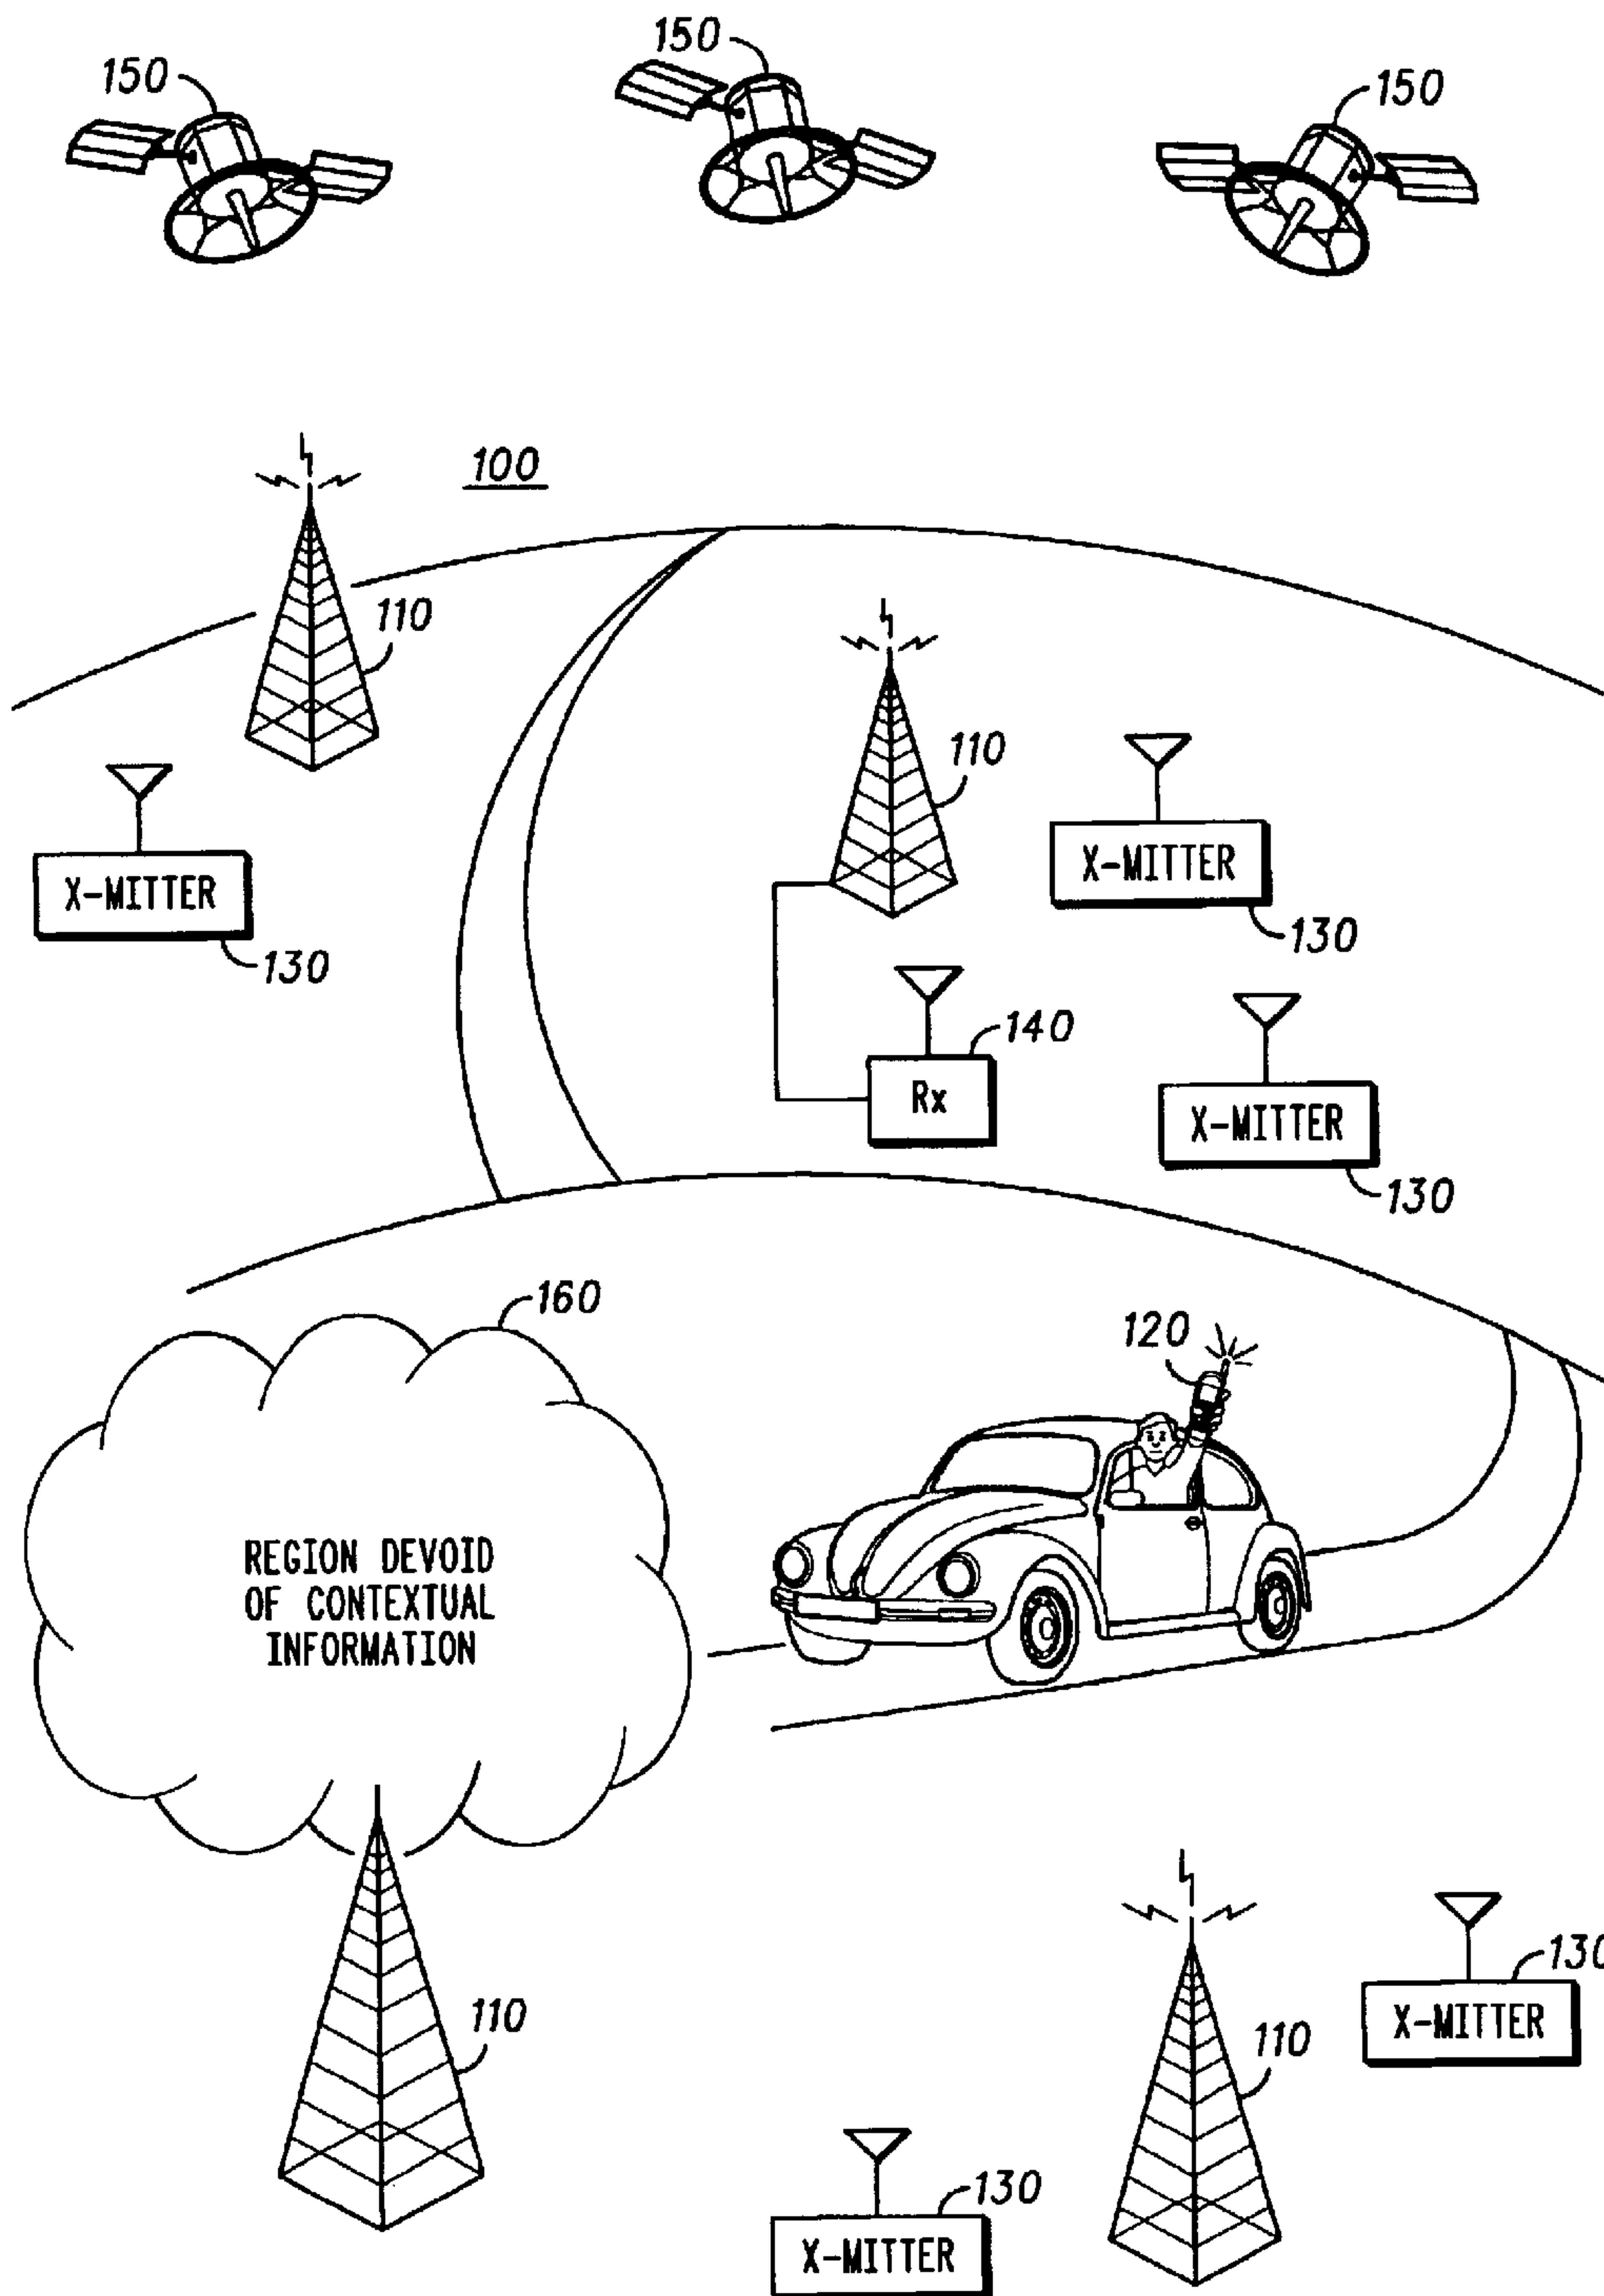 150
150
150
100
110
110
X-MITTER
130
X-MITTER
130
140
Rx
X-MITTER
130
160
120
REGION DEVOID
OF CONTEXTUAL
INFORMATION
110
110
130
X-MITTER
130
X-MITTER